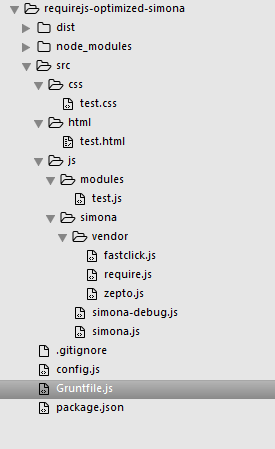 requirejs-optimized-simona
dist
node_modules
src
css
test.css
html
test.html
js
modules
test.js
simona
vendor
fastclick.js
require.js
zepto.js
simona-debug.js
simona.js
.gitignore
config.js
Gruntfile.js
package.json